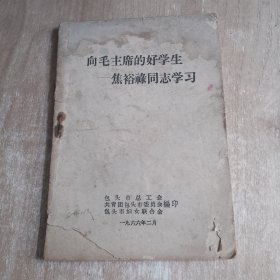 向毛主席的好学生
——焦裕禄同志学习
包头市总工会
共青团包头市委员会编印
包头市妇女联合会
一九六六年二月